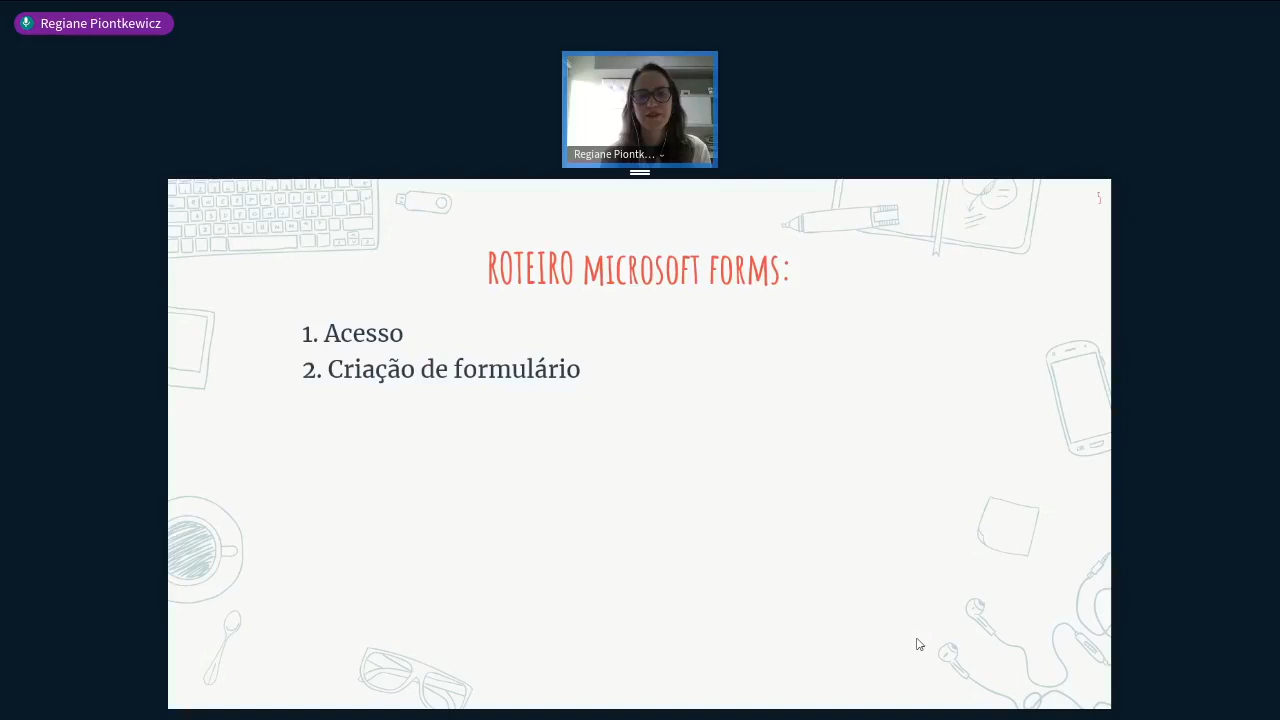 Regiane Piontkewicz
Regiane Piontk...
ROTEIRO MICROSOFT FORMS:
1. Acesso
2. Criação de formulário